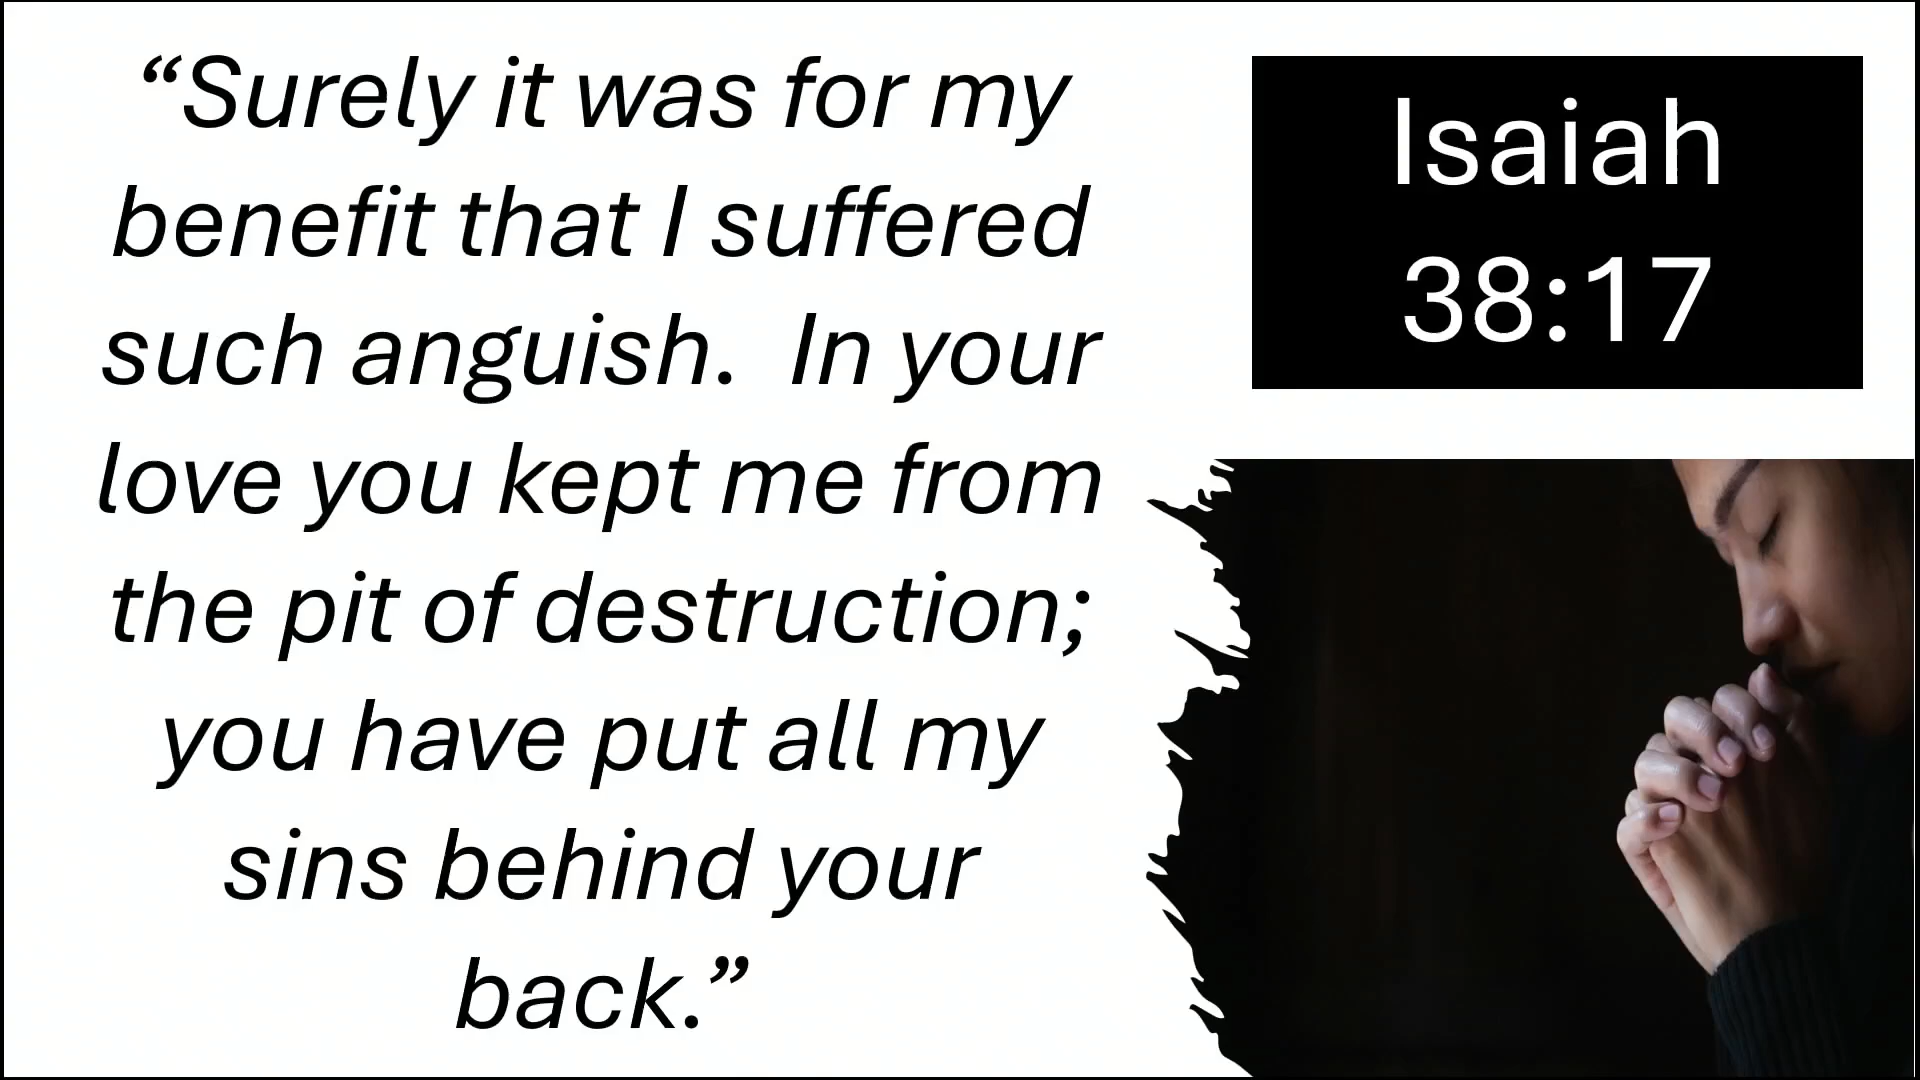 “Surely it was for my
benefit that I suffered
such anguish.  In your
love you kept me from
the pit of destruction;
you have put all my
sins behind your
back.”
Isaiah
38:17